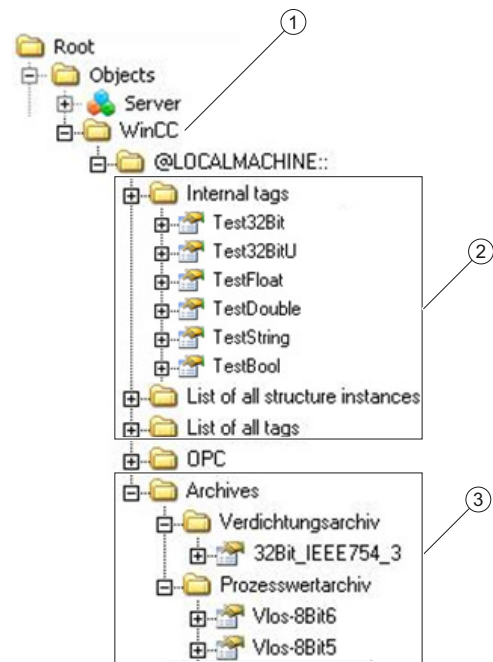 ①
Root
Objects
Server
WinCC
@LOCALMACHINE::
Internal tags
Test32Bit
Test32BitU
②
TestFloat
TestDouble
TestString
TestBool
List of all structure instances
List of all tags
OPC
Archives
③
Verdichtungsarchiv
32Bit_IEEE754_3
Prozesswertarchiv
Vlos-8Bit6
Vlos-8Bit5